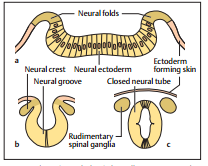 Neural folds
a
Ectoderm
forming skin
Neural crest
Neural ectoderm
Closed neural tube
Neural groove
Rudimentary
spinal ganglia
b
c